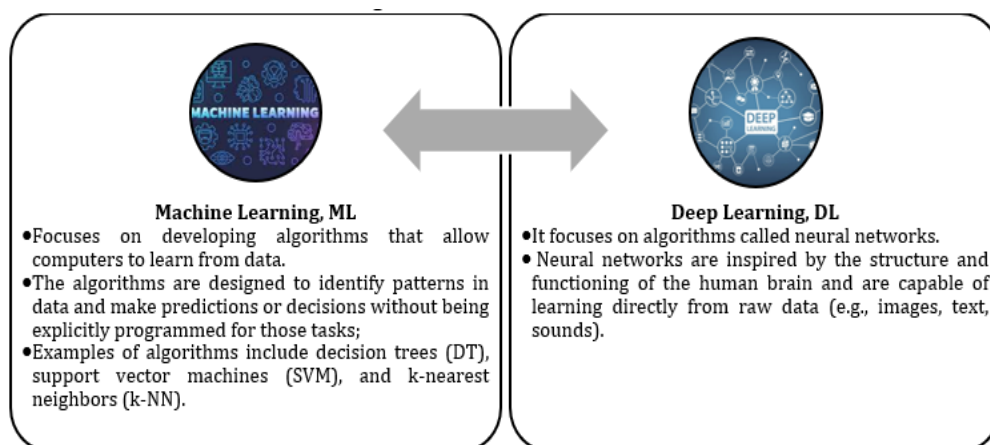 MACHINE LEARNING
Machine Learning, ML
•Focuses on developing algorithms that allow
computers to learn from data.
•The algorithms are designed to identify patterns in
data and make predictions or decisions without being
explicitly programmed for those tasks;
•Examples of algorithms include decision trees (DT),
support vector machines (SVM), and k-nearest
neighbors (k-NN).
DEEP
LEARNING
Deep Learning, DL
•It focuses on algorithms called neural networks.
• Neural networks are inspired by the structure and
functioning of the human brain and are capable of
learning directly from raw data (e.g., images, text,
sounds).